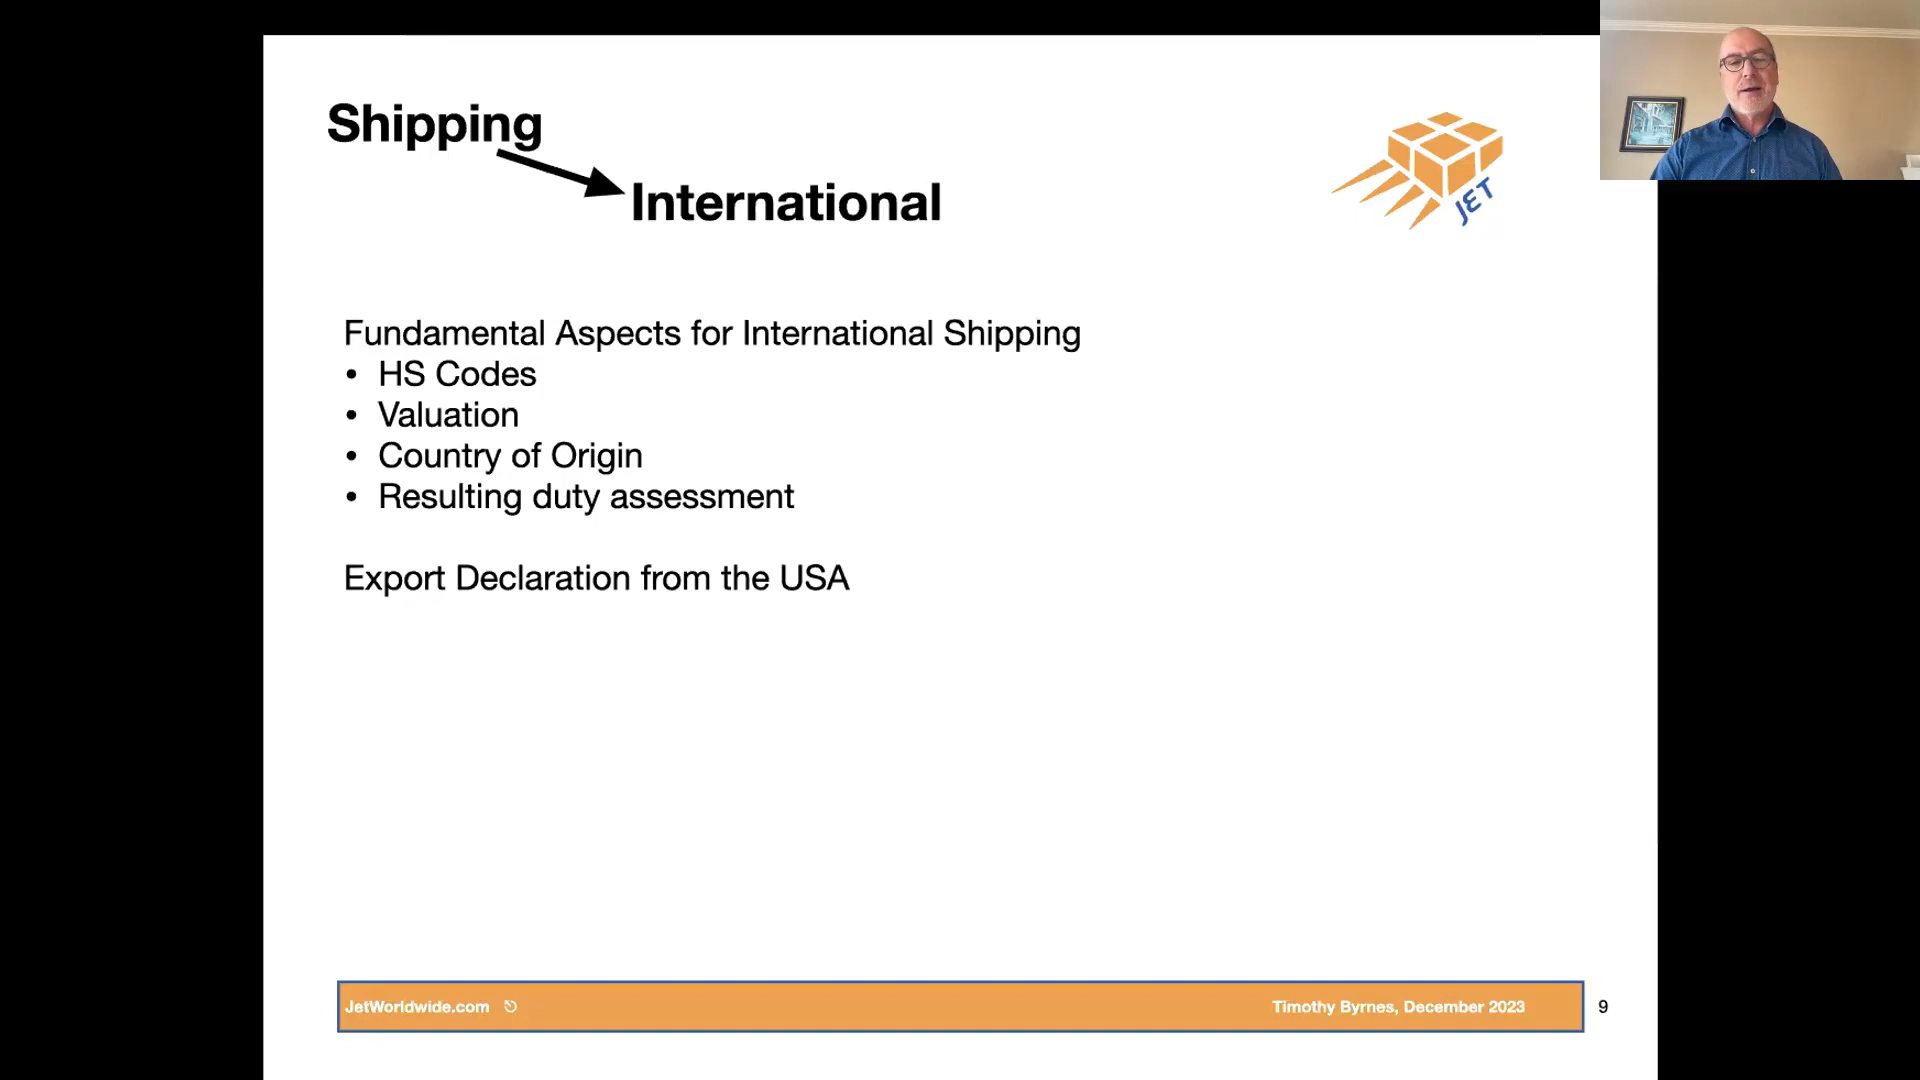 Shipping
International
JET
Fundamental Aspects for International Shipping
• HS Codes
• Valuation
• Country of Origin
• Resulting duty assessment
Export Declaration from the USA
JetWorldwide.com
Timothy Byrnes, December 2023
9